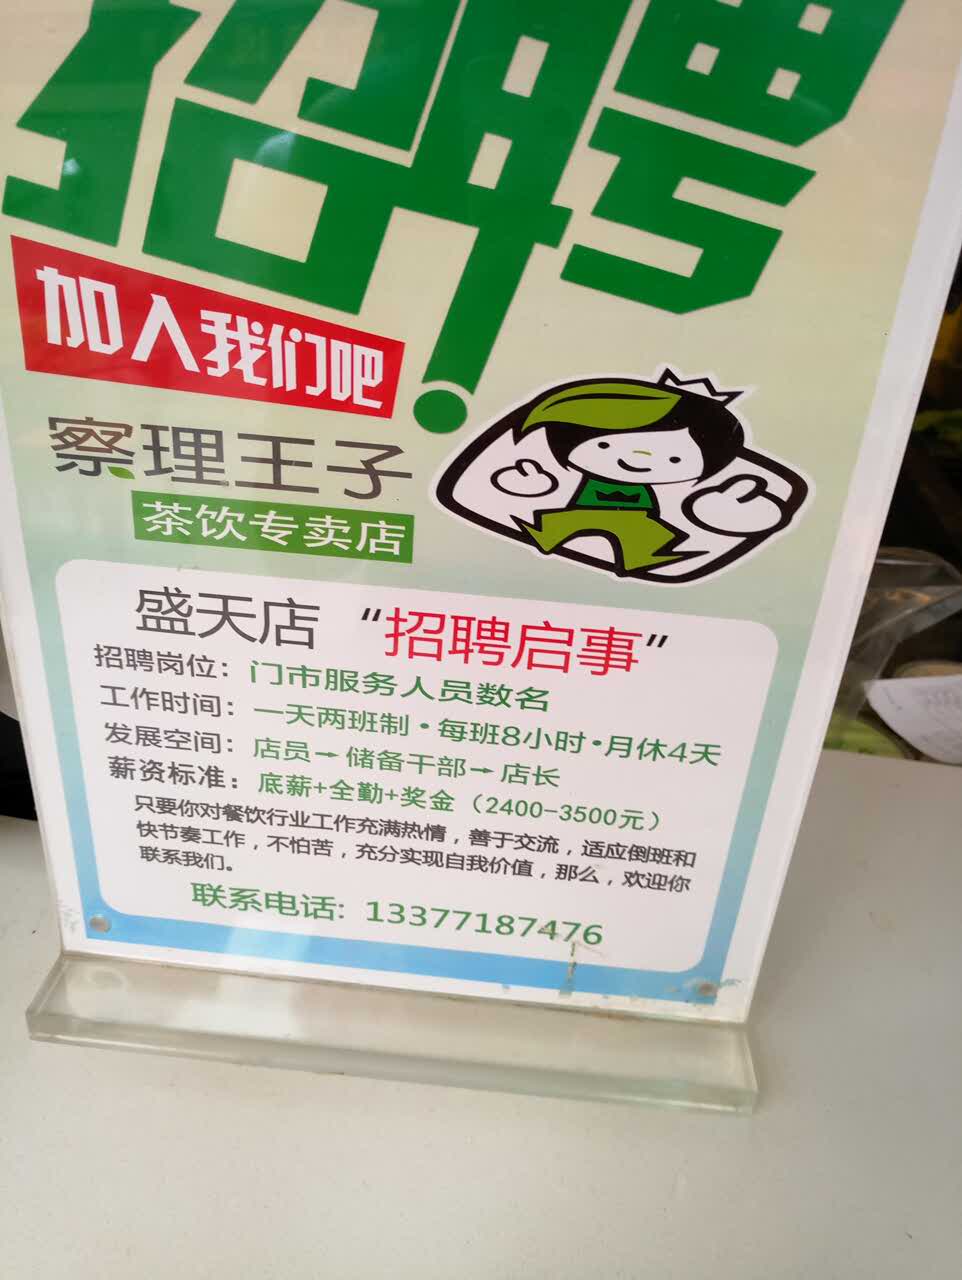 招聘
加入我们吧
察理王子
茶饮专卖店
盛天店 “招聘启事”
招聘岗位：门市服务人员数名
工作时间：一天两班制·每班8小时·月休4天
发展空间：店员→储备干部→店长
薪资标准：底薪+全勤+奖金（2400-3500元）
只要你对餐饮行业工作充满热情，善于交流，适应倒班和
快节奏工作，不怕苦，充分实现自我价值，那么，欢迎你
联系我们。
联系电话：13377187476